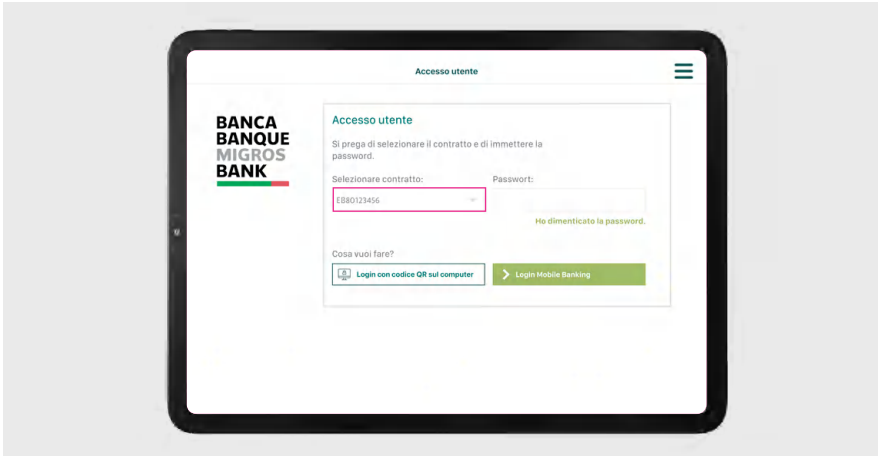 Accesso utente
BANCA
BANQUE
MIGROS
BANK
Accesso utente
Si prega di selezionare il contratto e di immettere la
password.
Selezionare contratto:
Passwort:
EB80123456
Ho dimenticato la password.
Cosa vuoi fare?
Login con codice QR sul computer
Login Mobile Banking